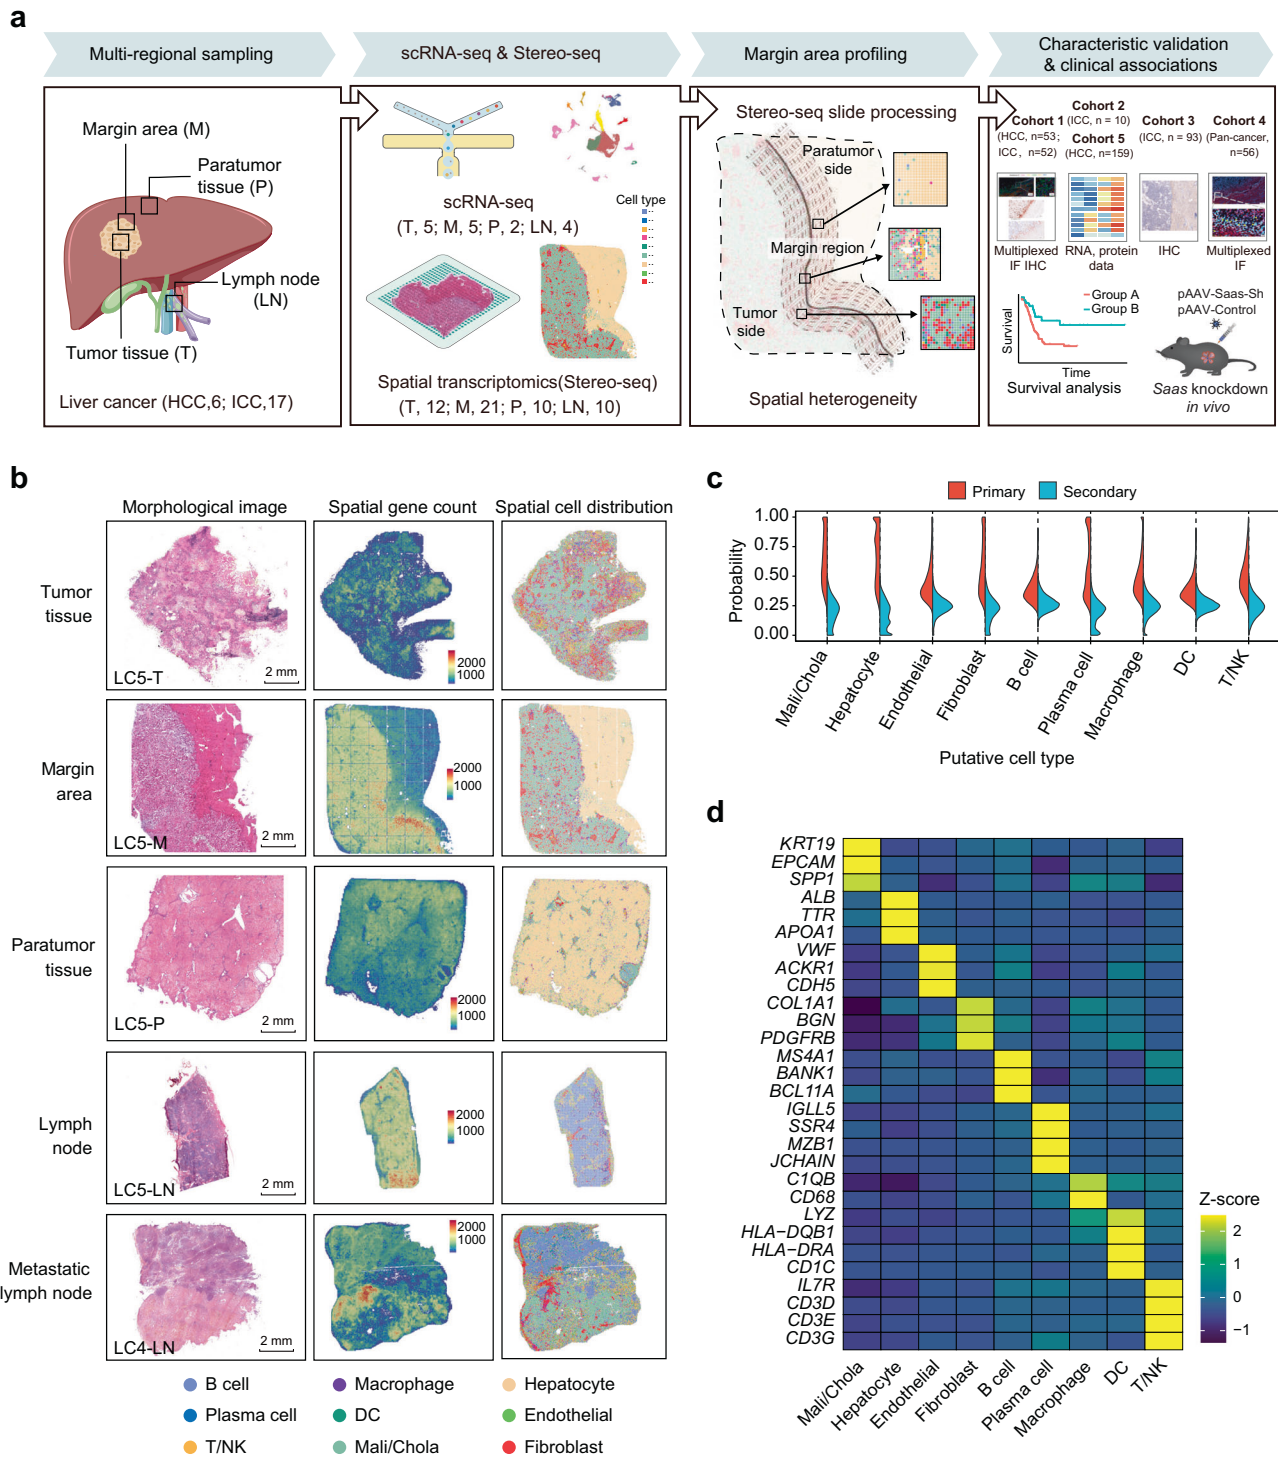 a
Multi-regional sampling
scRNA-seq & Stereo-seq
Margin area profiling
Characteristic validation
& clinical associations
Margin area (M)
Paratumor
tissue (P)
Lymph node
(LN)
Tumor tissue (T)
Liver cancer (HCC,6; ICC,17)
scRNA-seq
(T, 5; M, 5; P, 2; LN, 4)
Cell type
Spatial transcriptomics(Stereo-seq)
(T, 12; M, 21; P, 10; LN, 10)
Stereo-seq slide processing
Paratumor
side
Margin region
Tumor
side
Spatial heterogeneity
Cohort 1
(HCC, n=53;
ICC, n=52)
Cohort 2
(ICC, n = 10)
Cohort 5
(HCC, n=159)
Cohort 3
(ICC, n = 93)
Cohort 4
(Pan-cancer,
n=56)
Multiplexed
IF IHC
RNA, protein
data
IHC
Multiplexed
IF
Survival
Time
Group A
Group B
Survival analysis
pAAV-Saas-Sh
pAAV-Control
Saas knockdown
in vivo
b
Morphological image
Spatial gene count
Spatial cell distribution
Tumor
tissue
LC5-T
2 mm
2000
1000
Margin
area
LC5-M
2 mm
2000
1000
Paratumor
tissue
LC5-P
2 mm
2000
1000
Lymph
node
LC5-LN
2 mm
2000
1000
Metastatic
lymph node
LC4-LN
2 mm
2000
1000
B cell
Macrophage
Hepatocyte
Plasma cell
DC
Endothelial
T/NK
Mali/Chola
Fibroblast
c
Primary
Secondary
Probability
1.00
0.75
0.50
0.25
0.00
Mali/Chola
Hepatocyte
Endothelial
Fibroblast
B cell
Plasma cell
Macrophage
DC
T/NK
Putative cell type
d
KRT19
EPCAM
SPP1
ALB
TTR
APOA1
VWF
ACKR1
CDH5
COL1A1
BGN
PDGFRB
MS4A1
BANK1
BCL11A
IGLL5
SSR4
MZB1
JCHAIN
C1QB
CD68
LYZ
HLA−DQB1
HLA−DRA
CD1C
IL7R
CD3D
CD3E
CD3G
Mali/Chola
Hepatocyte
Endothelial
Fibroblast
B cell
Plasma cell
Macrophage
DC
T/NK
Z-score
2
1
0
−1